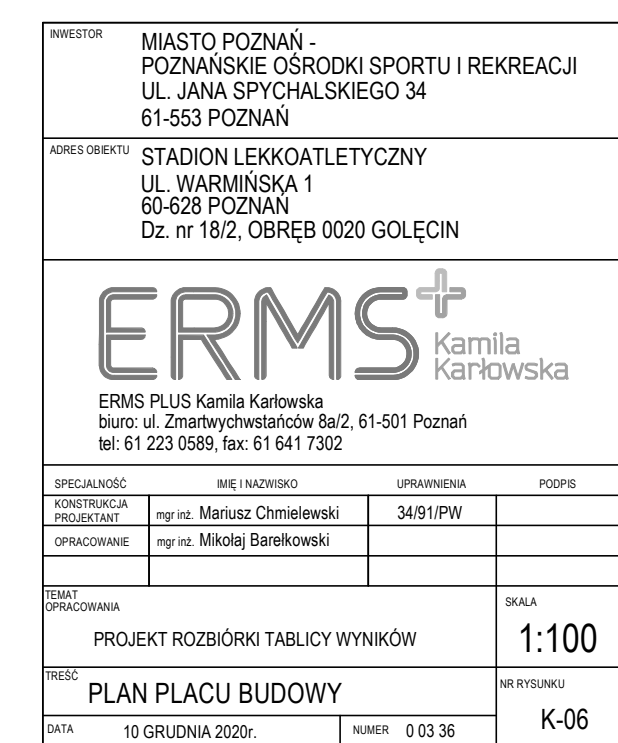 INWESTOR
MIASTO POZNAŃ -
POZNAŃSKIE OŚRODKI SPORTU I REKREACJI
UL. JANA SPYCHALSKIEGO 34
61-553 POZNAŃ
ADRES OBIEKTU
STADION LEKKOATLETYCZNY
UL. WARMIŃSKA 1
60-628 POZNAŃ
Dz. nr 18/2, OBRĘB 0020 GOLĘCIN
ERMS+
Kamila
Karłowska
ERMS PLUS Kamila Karłowska
biuro: ul. Zmartwychwstańców 8a/2, 61-501 Poznań
tel: 61 223 0589, fax: 61 641 7302
SPECJALNOŚĆ IMIĘ I NAZWISKO UPRAWNIENIA PODPIS
KONSTRUKCJA
PROJEKTANT mgr inż. Mariusz Chmielewski 34/91/PW
OPRACOWANIE mgr inż. Mikołaj Barełkowski
TEMAT
OPRACOWANIA
PROJEKT ROZBIÓRKI TABLICY WYNIKÓW
SKALA
1:100
TREŚĆ
PLAN PLACU BUDOWY
NR RYSUNKU
K-06
DATA 10 GRUDNIA 2020r. NUMER 0 03 36